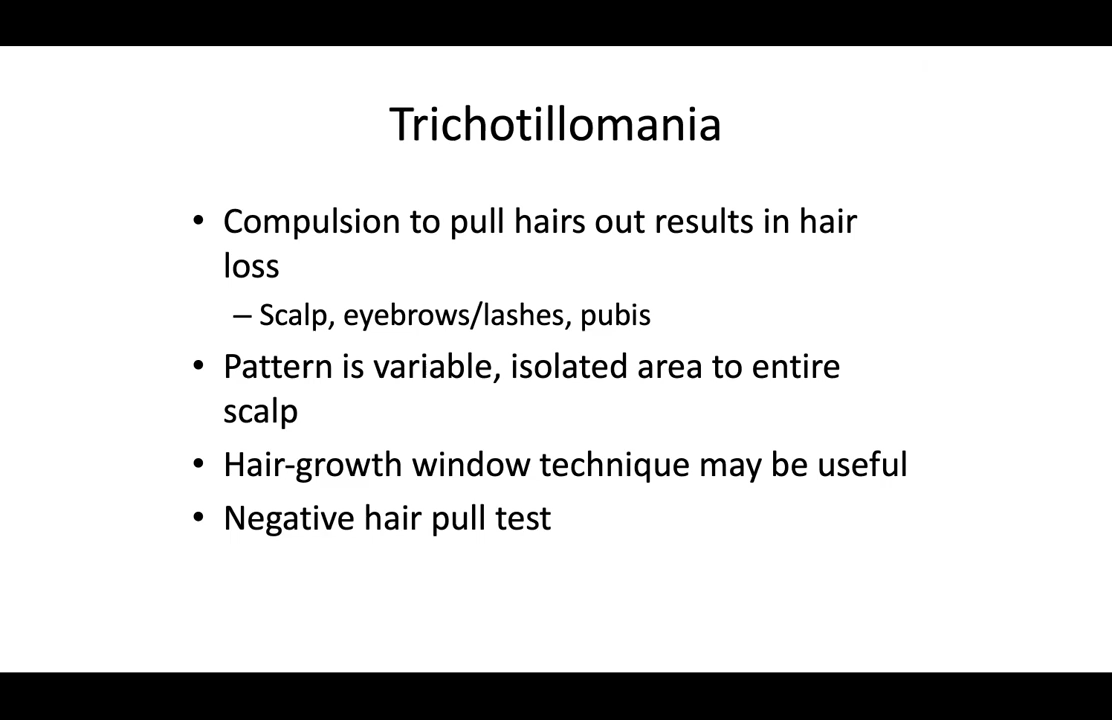 Trichotillomania
• Compulsion to pull hairs out results in hair
loss
– Scalp, eyebrows/lashes, pubis
• Pattern is variable, isolated area to entire
scalp
• Hair-growth window technique may be useful
• Negative hair pull test